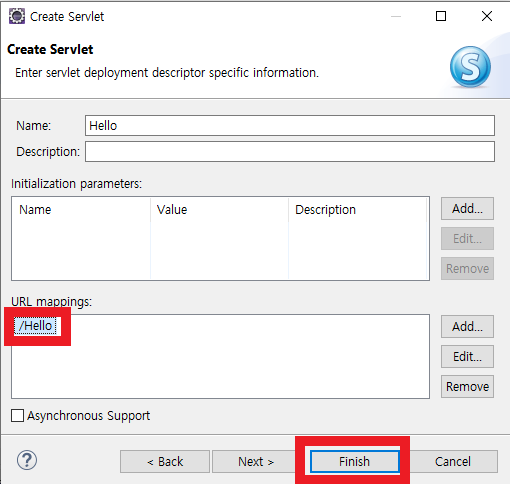 Create Servlet
Create Servlet
Enter servlet deployment descriptor specific information.
S
Name: Hello
Description:
Initialization parameters:
Name Value Description
Add...
Edit...
Remove
URL mappings:
/Hello
Add...
Edit...
Remove
Asynchronous Support
? < Back Next > Finish Cancel